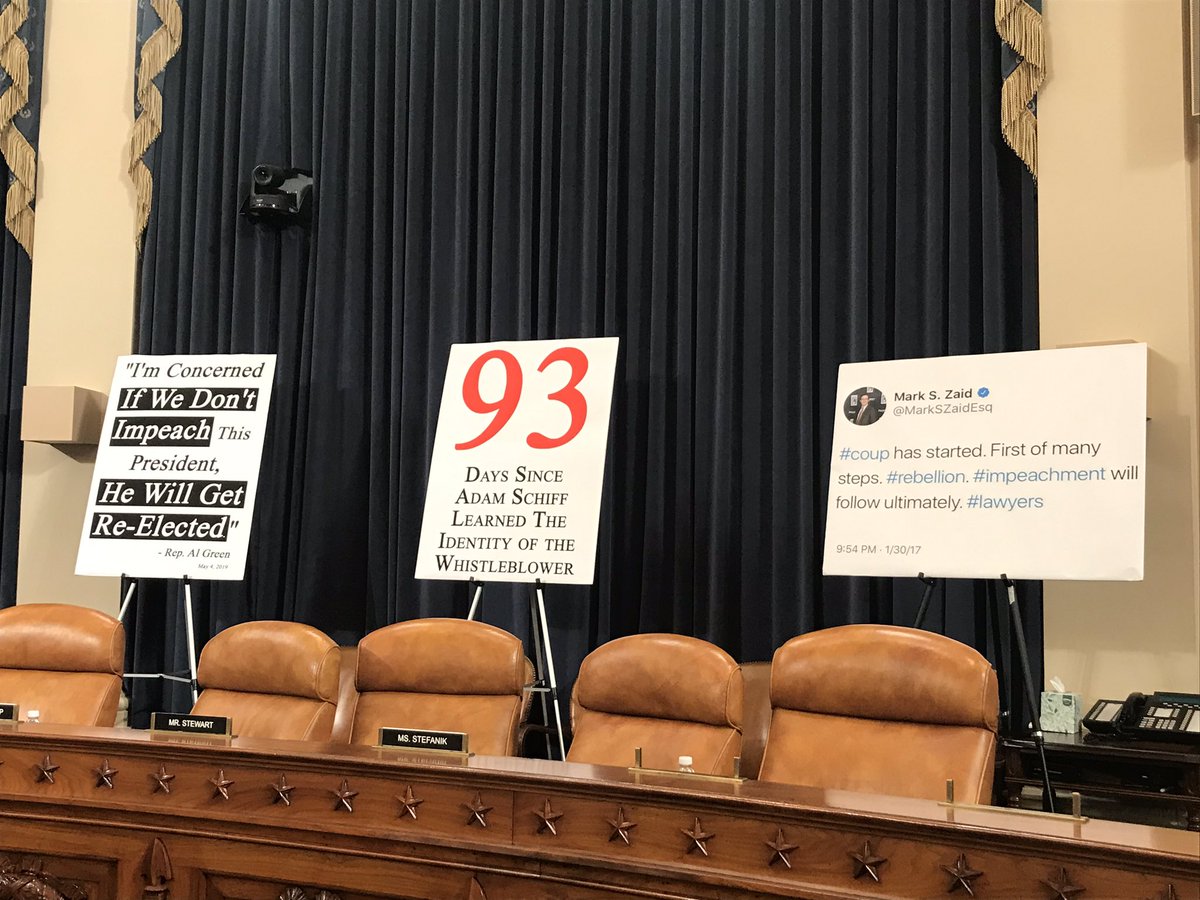 "I'm Concerned
If We Don't
Impeach This
President,
He Will Get
Re-Elected."
- Rep. Al Green
May 4, 2019
93
DAYS SINCE
ADAM SCHIFF
LEARNED THE
IDENTITY OF THE
WHISTLEBLOWER
Mark S. Zaid
@MarkSZaidEsq
#coup has started. First of many
steps. #rebellion. #impeachment will
follow ultimately. #lawyers
9:54 PM · 1/30/17
P
MR. STEWART
MS. STEFANIK